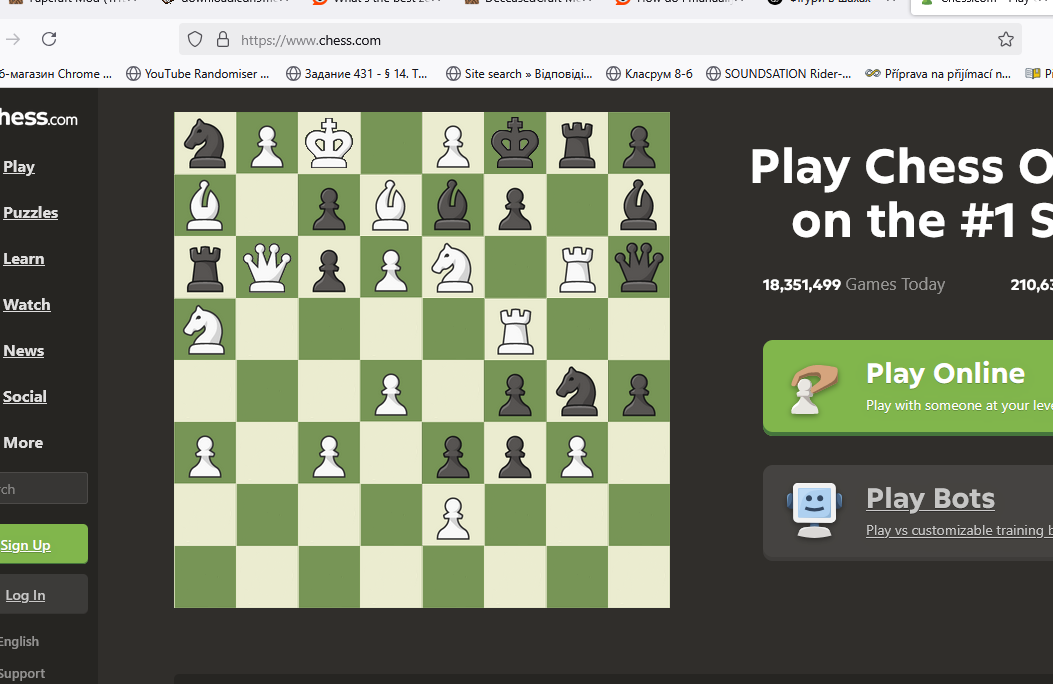 https://www.chess.com
б-магазин Chrome ... YouTube Randomiser ... Задание 431 - § 14. Т... Site search » Відповіді... Класрум 8-б SOUNDSATION Rider-... Příprava na přijímací n...
hess.com
Play
Puzzles
Learn
Watch
News
Social
More
rch
Sign Up
Log In
English
Support
Play Chess O
on the #1 S
18,351,499 Games Today 210,63
Play Online
Play with someone at your leve
Play Bots
Play vs customizable training b